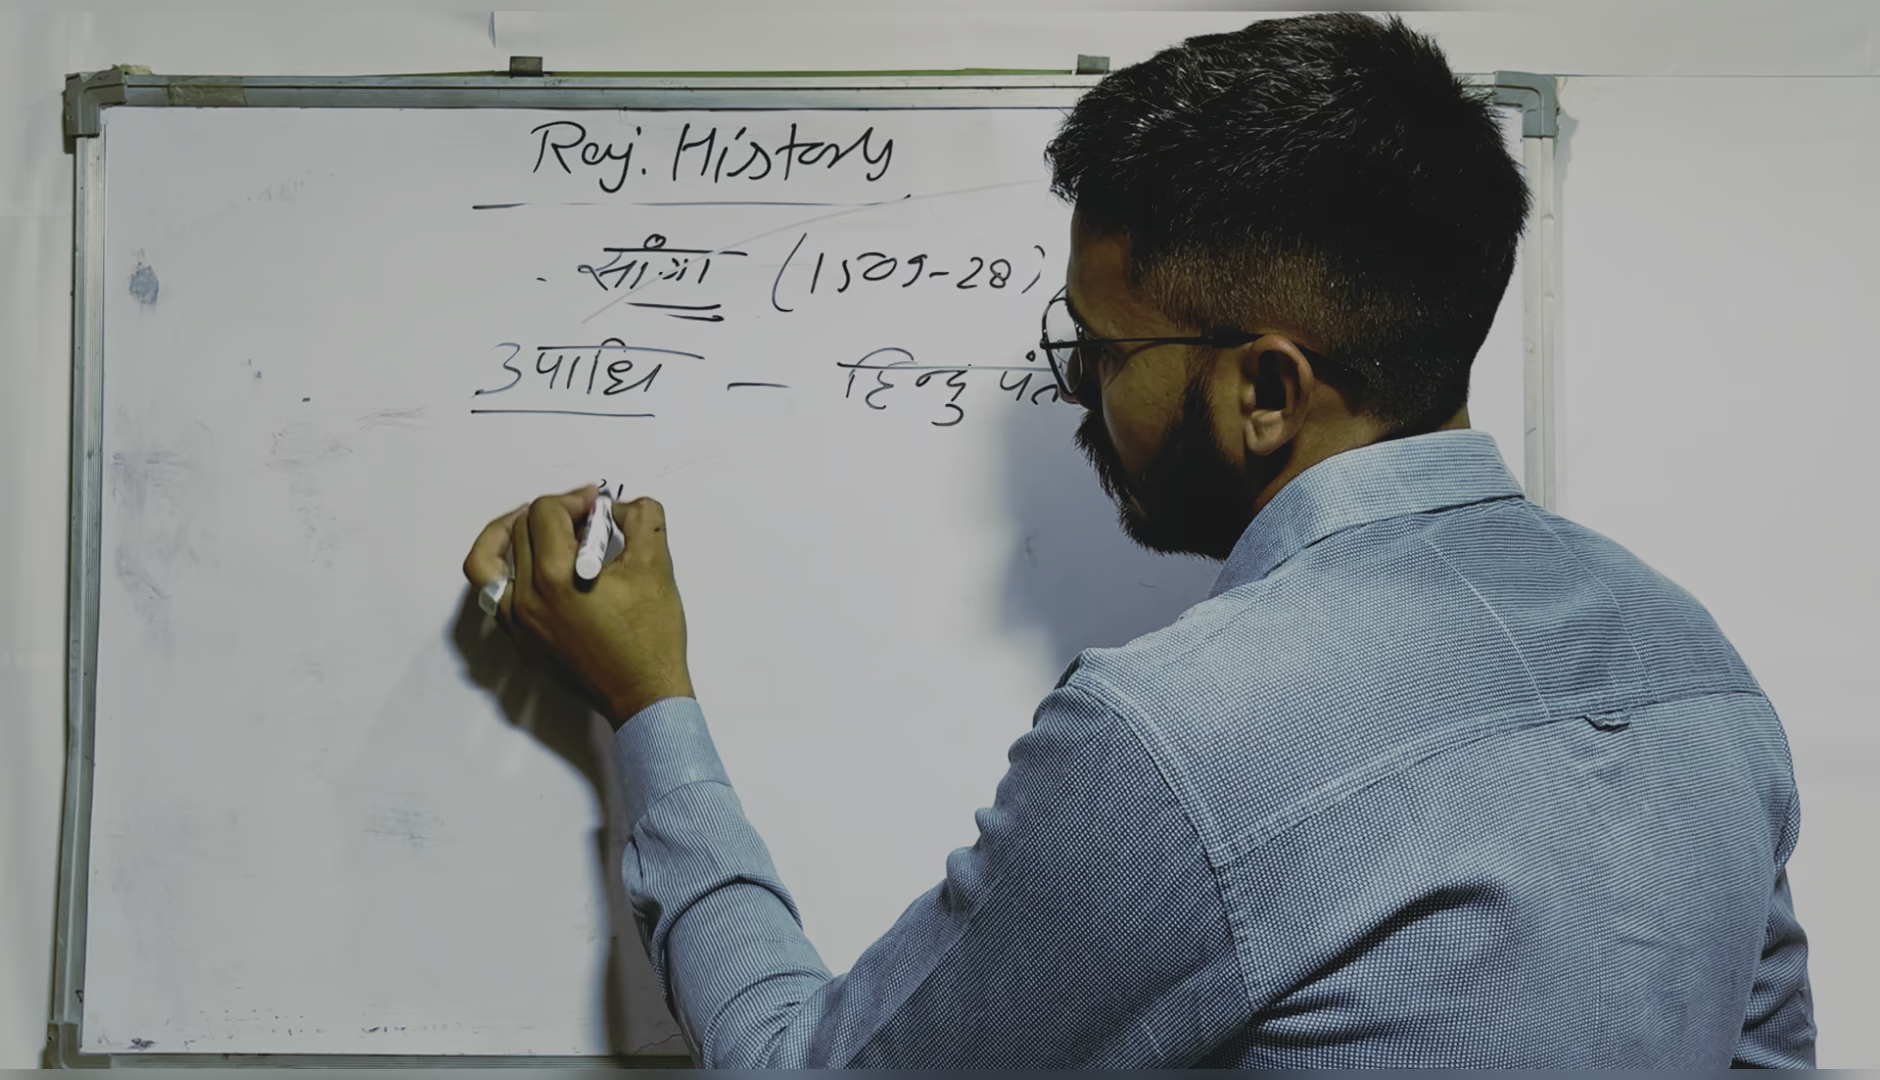 Raj. History
सांगा (1509-28)
उपाधि - हिन्दु